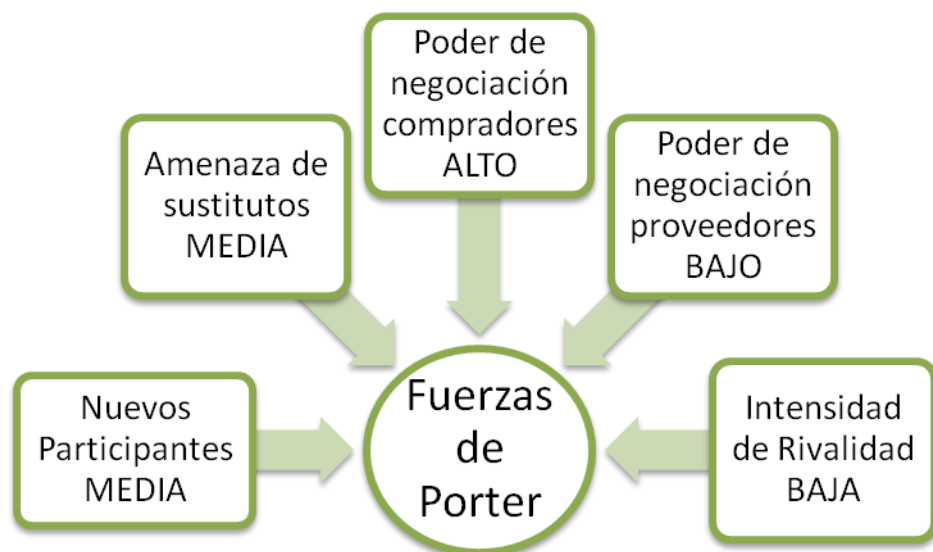 Poder de
negociación
compradores
ALTO
Amenaza de
sustitutos
MEDIA
Poder de
negociación
proveedores
BAJO
Nuevos
Participantes
MEDIA
Fuerzas
de
Porter
Intensidad
de Rivalidad
BAJA